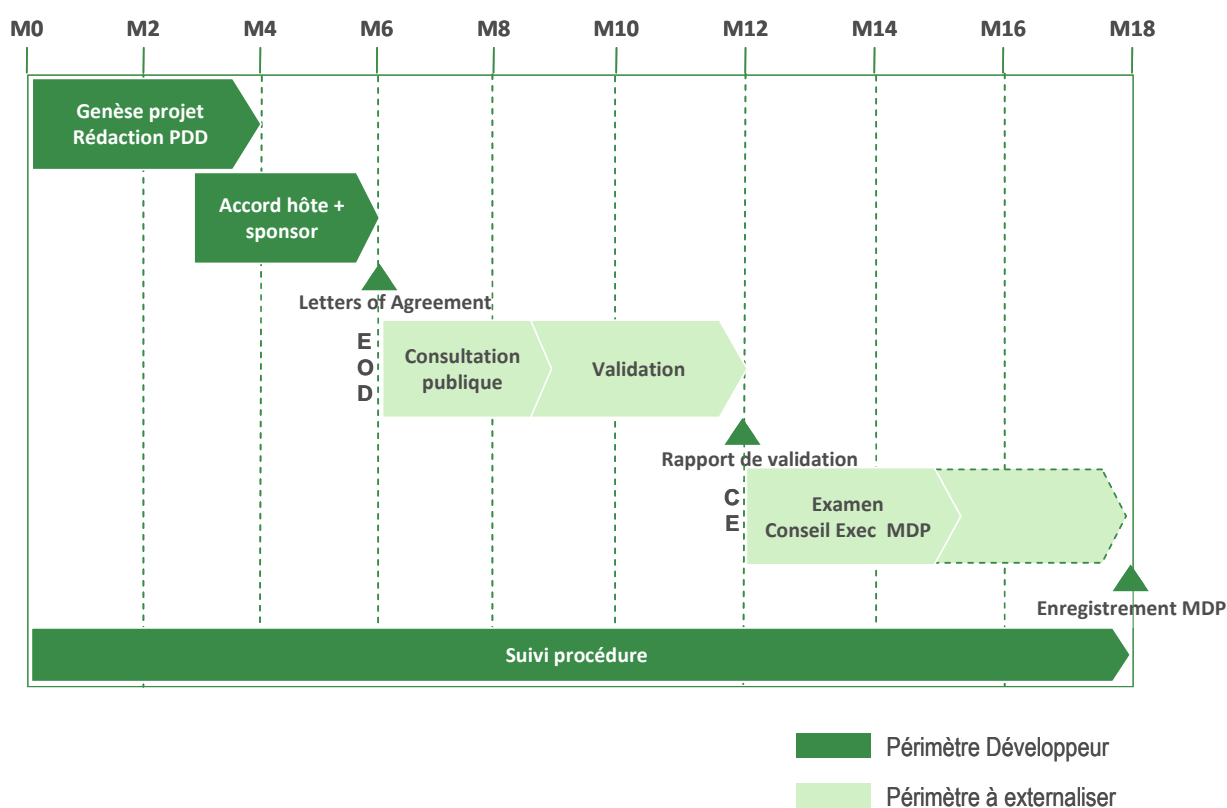 M0 M2 M4 M6 M8 M10 M12 M14 M16 M18
Genèse projet
Rédaction PDD
Accord hôte +
sponsor
Letters of Agreement
E
O
D
Consultation
publique
Validation
Rapport de validation
C
E
Examen
Conseil Exec MDP
Enregistrement MDP
Suivi procédure
Périmètre Développeur
Périmètre à externaliser